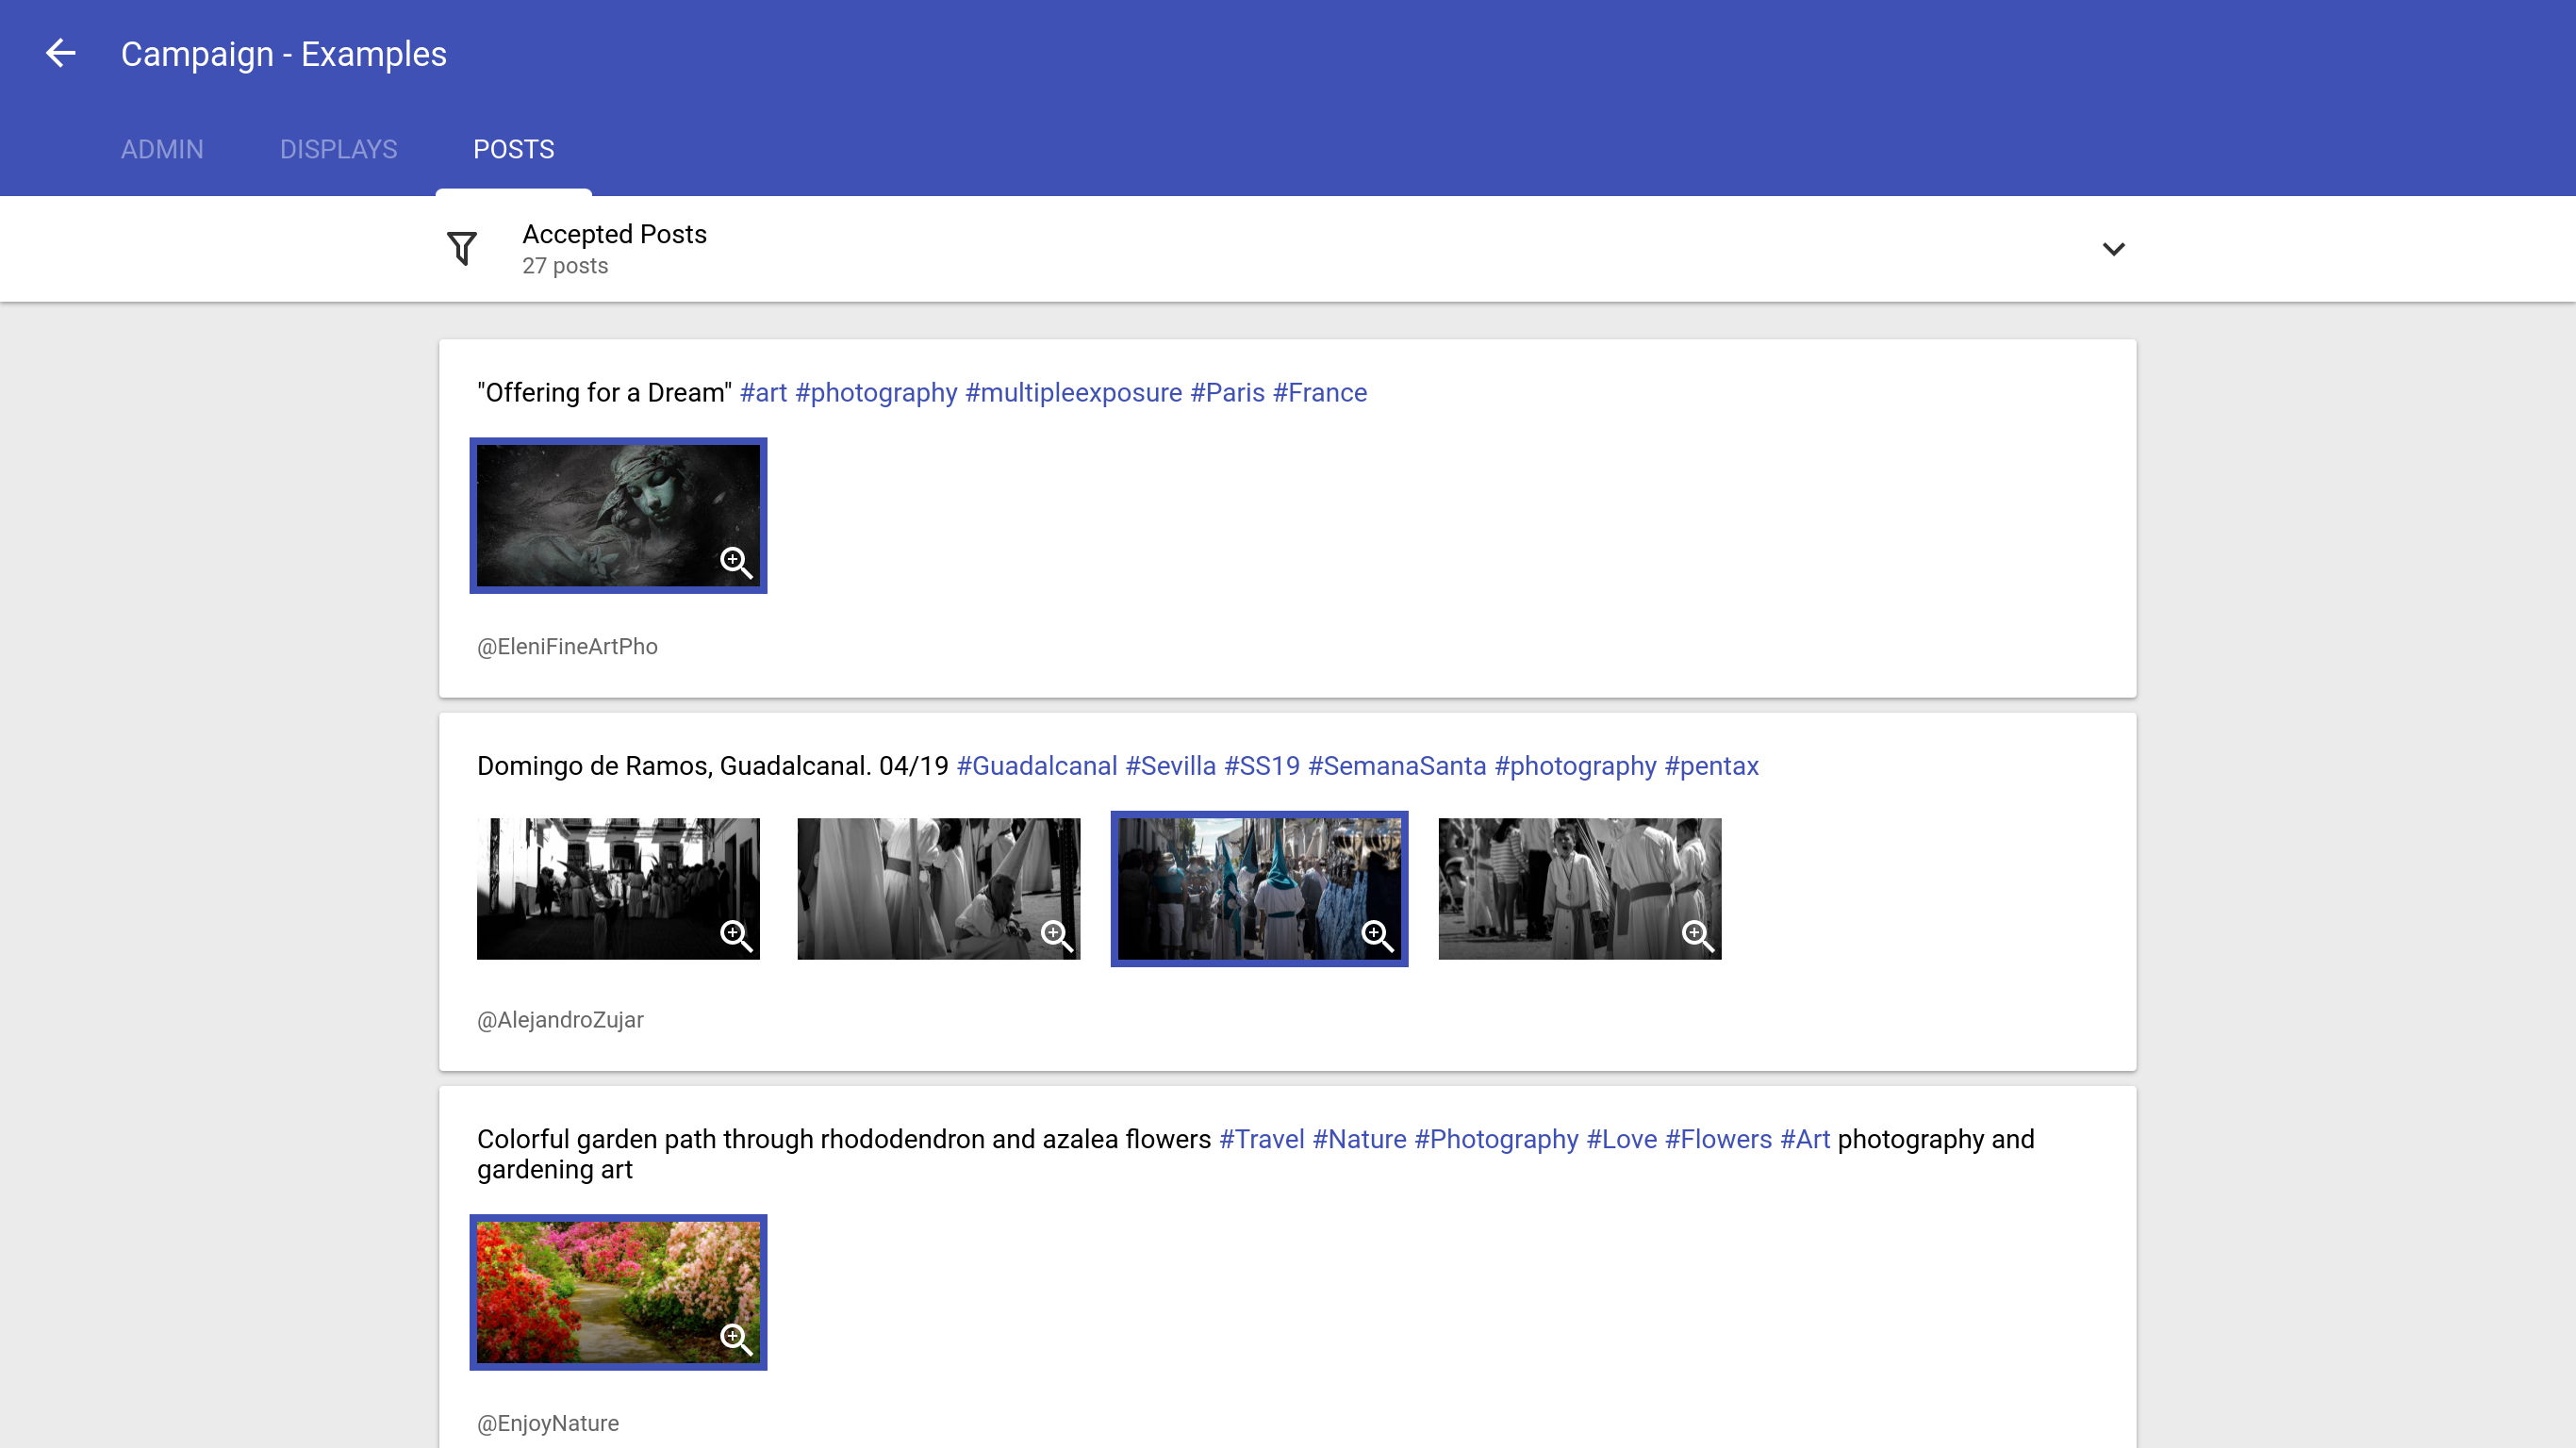 Campaign - Examples
ADMIN DISPLAYS POSTS
Accepted Posts
27 posts
"Offering for a Dream" #art #photography #multipleexposure #Paris #France
@EleniFineArtPho
Domingo de Ramos, Guadalcanal. 04/19 #Guadalcanal #Sevilla #SS19 #SemanaSanta #photography #pentax
@AlejandroZujar
Colorful garden path through rhododendron and azalea flowers #Travel #Nature #Photography #Love #Flowers #Art photography and
gardening art
@EnjoyNature